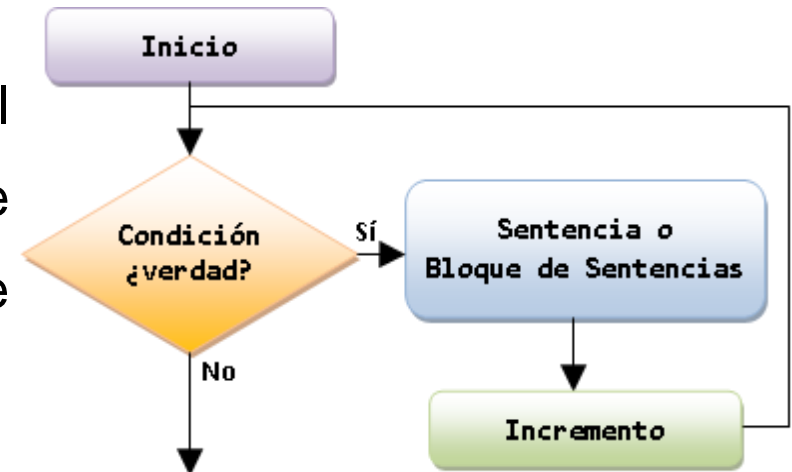 Inicio
l
e
e
Condición
¿verdad?
Sí
Sentencia o
Bloque de Sentencias
No
Incremento